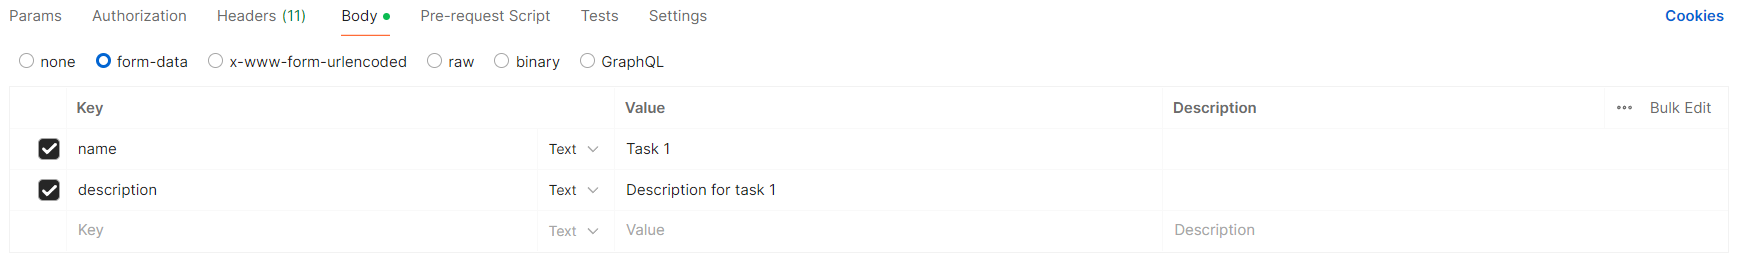 Params Authorization Headers (11) Body Pre-request Script Tests Settings Cookies
none form-data x-www-form-urlencoded raw binary GraphQL
Key Value Description Bulk Edit
name Text Task 1
description Text Description for task 1
Key Text Value Description